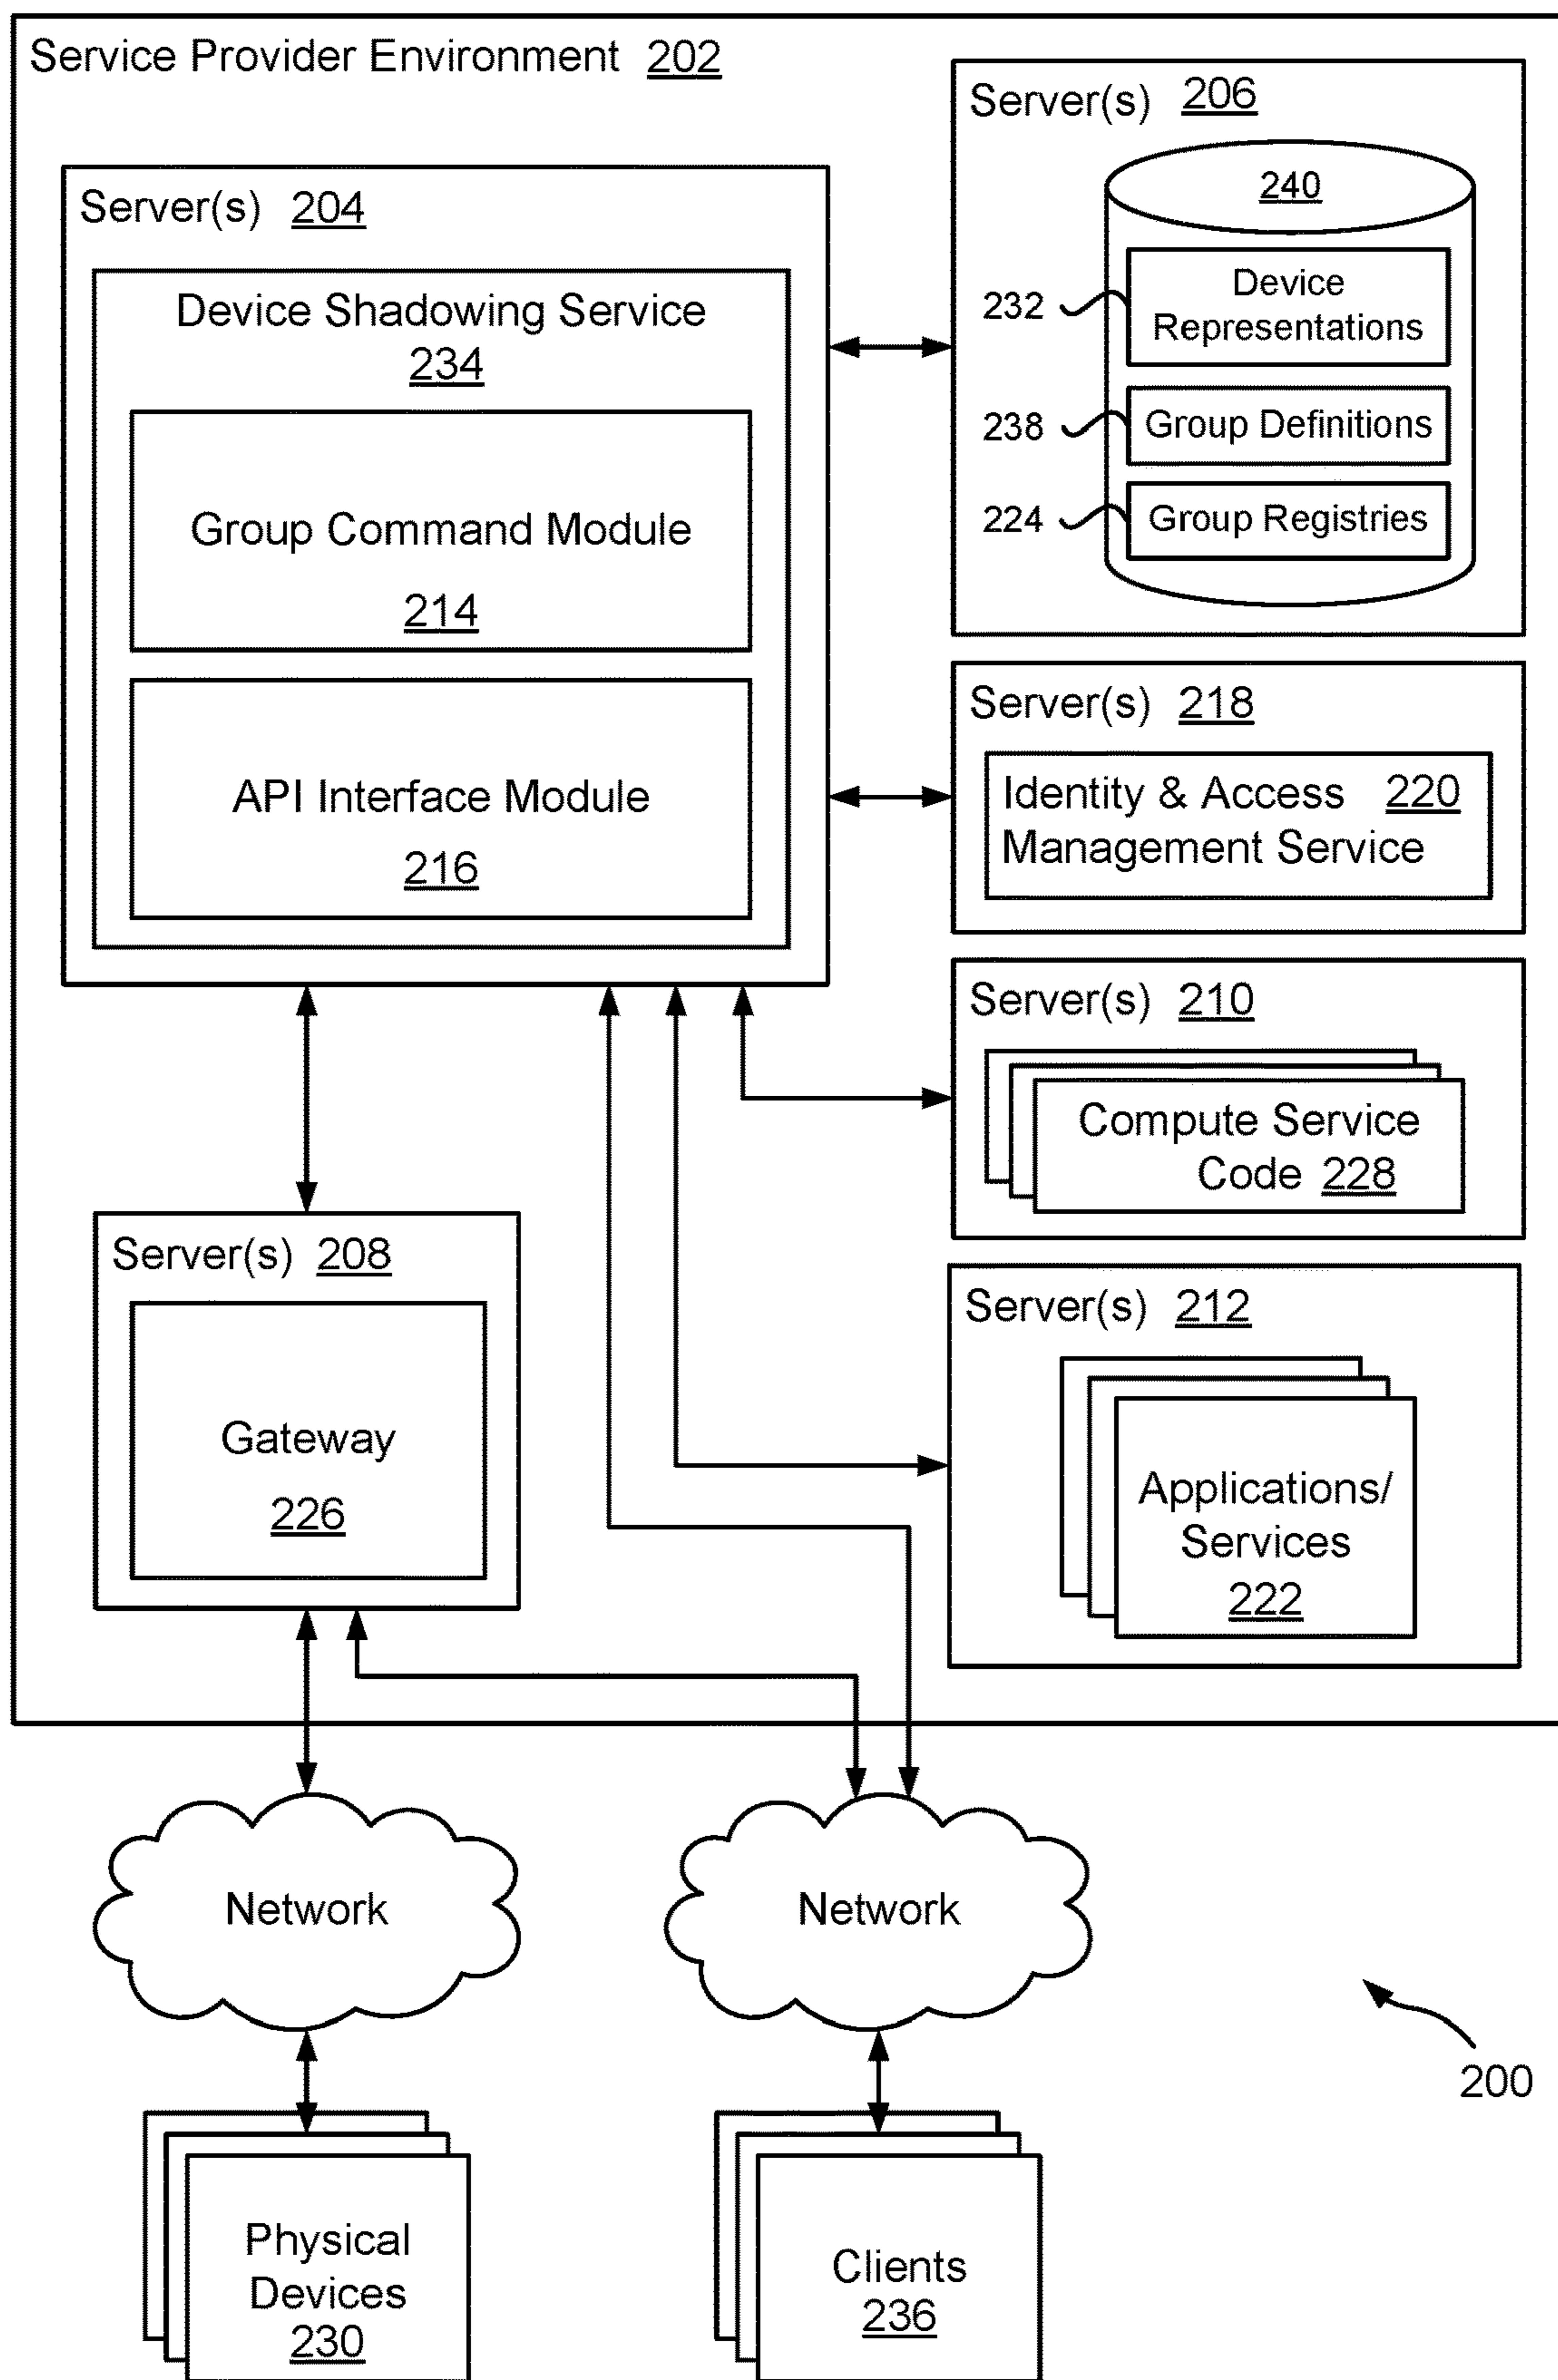 Service Provider Environment 202
Server(s) 204
Device Shadowing Service
234
Group Command Module
214
API Interface Module
216
Server(s) 206
240
232
Device
Representations
238
Group Definitions
224
Group Registries
Server(s) 218
Identity & Access 220
Management Service
Server(s) 210
Compute Service
Code 228
Server(s) 212
Applications/
Services
222
Server(s) 208
Gateway
226
Network
Network
200
Physical
Devices
230
Clients
236